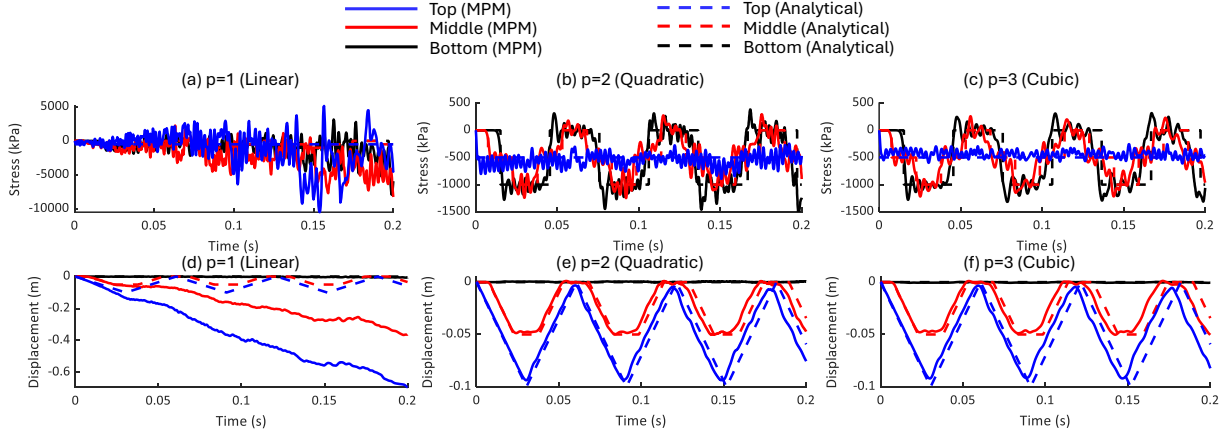 Top (MPM) Top (Analytical)
Middle (MPM) Middle (Analytical)
Bottom (MPM) Bottom (Analytical)
(a) p=1 (Linear)
Stress (kPa)
5000
0
-5000
-10000
0 0.05 0.1 0.15 0.2
Time (s)
(b) p=2 (Quadratic)
Stress (kPa)
500
0
-500
-1000
-1500
0 0.05 0.1 0.15 0.2
Time (s)
(c) p=3 (Cubic)
Stress (kPa)
500
0
-500
-1000
-1500
0 0.05 0.1 0.15 0.2
Time (s)
(d) p=1 (Linear)
Displacement (m)
0
-0.2
-0.4
-0.6
0 0.05 0.1 0.15 0.2
Time (s)
(e) p=2 (Quadratic)
Displacement (m)
0
-0.05
-0.1
0 0.05 0.1 0.15 0.2
Time (s)
(f) p=3 (Cubic)
Displacement (m)
0
-0.05
-0.1
0 0.05 0.1 0.15 0.2
Time (s)